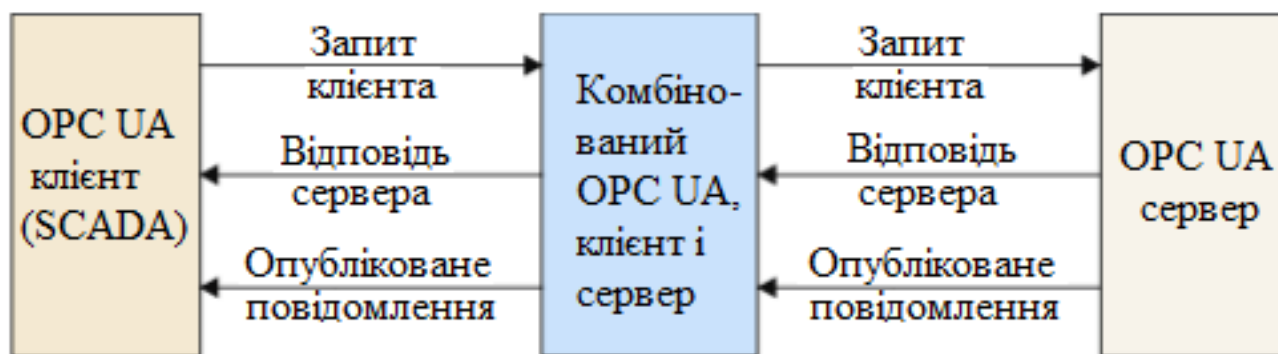 OPC UA
клієнт
(SCADA)
Запит
клієнта
Відповідь
сервера
Опубліковане
повідомлення
Комбіно-
ваний
OPC UA,
клієнт і
сервер
Запит
клієнта
Відповідь
сервера
Опубліковане
повідомлення
OPC UA
сервер